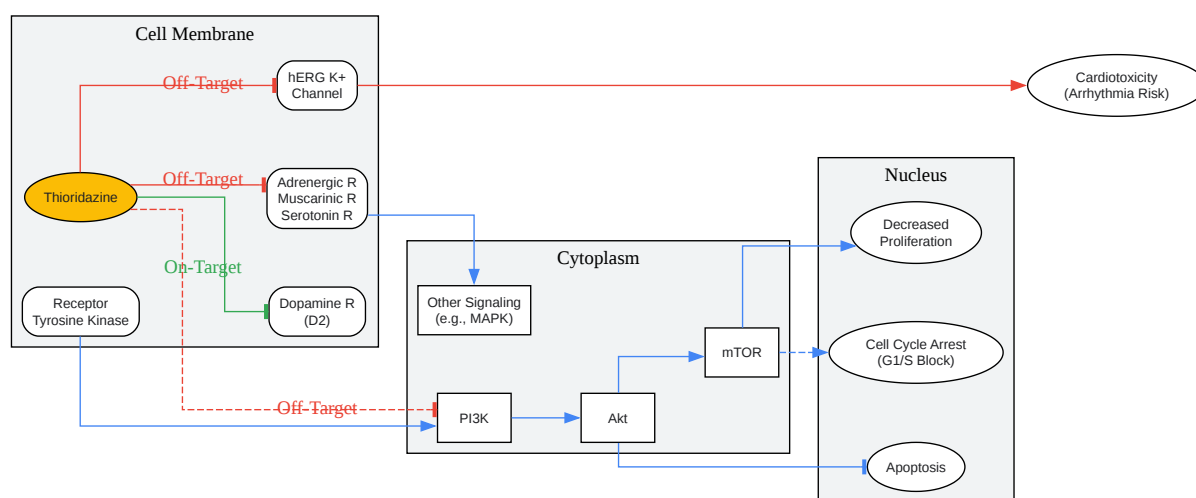 Cell Membrane
Off-Target
hERG K+
Channel
Cardiotoxicity
(Arrhythmia Risk)
Thioridazine
Off-Target
Adrenergic R
Muscarinic R
Serotonin R
On-Target
Receptor
Tyrosine Kinase
Dopamine R
(D2)
Cytoplasm
Other Signaling
(e.g., MAPK)
mTOR
Off-Target
PI3K
Akt
Nucleus
Decreased
Proliferation
Cell Cycle Arrest
(G1/S Block)
Apoptosis